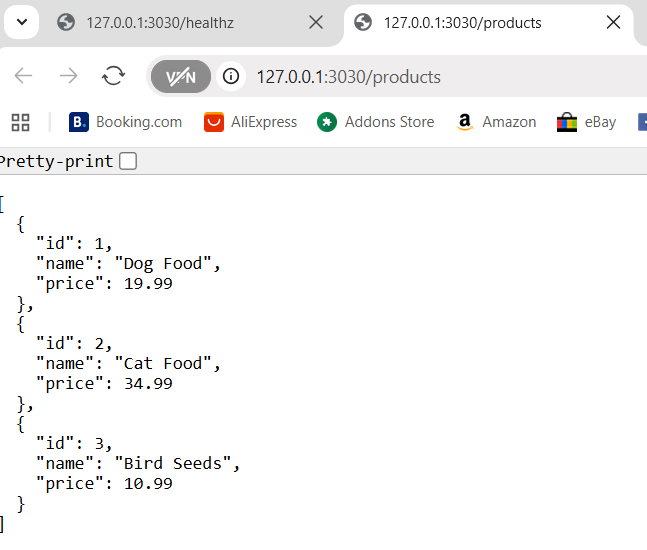 127.0.0.1:3030/healthz
127.0.0.1:3030/products
VPN 127.0.0.1:3030/products
B. Booking.com AliExpress Addons Store a Amazon eBay
Pretty-print
[
  {
    "id": 1,
    "name": "Dog Food",
    "price": 19.99
  },
  {
    "id": 2,
    "name": "Cat Food",
    "price": 34.99
  },
  {
    "id": 3,
    "name": "Bird Seeds",
    "price": 10.99
  }
]